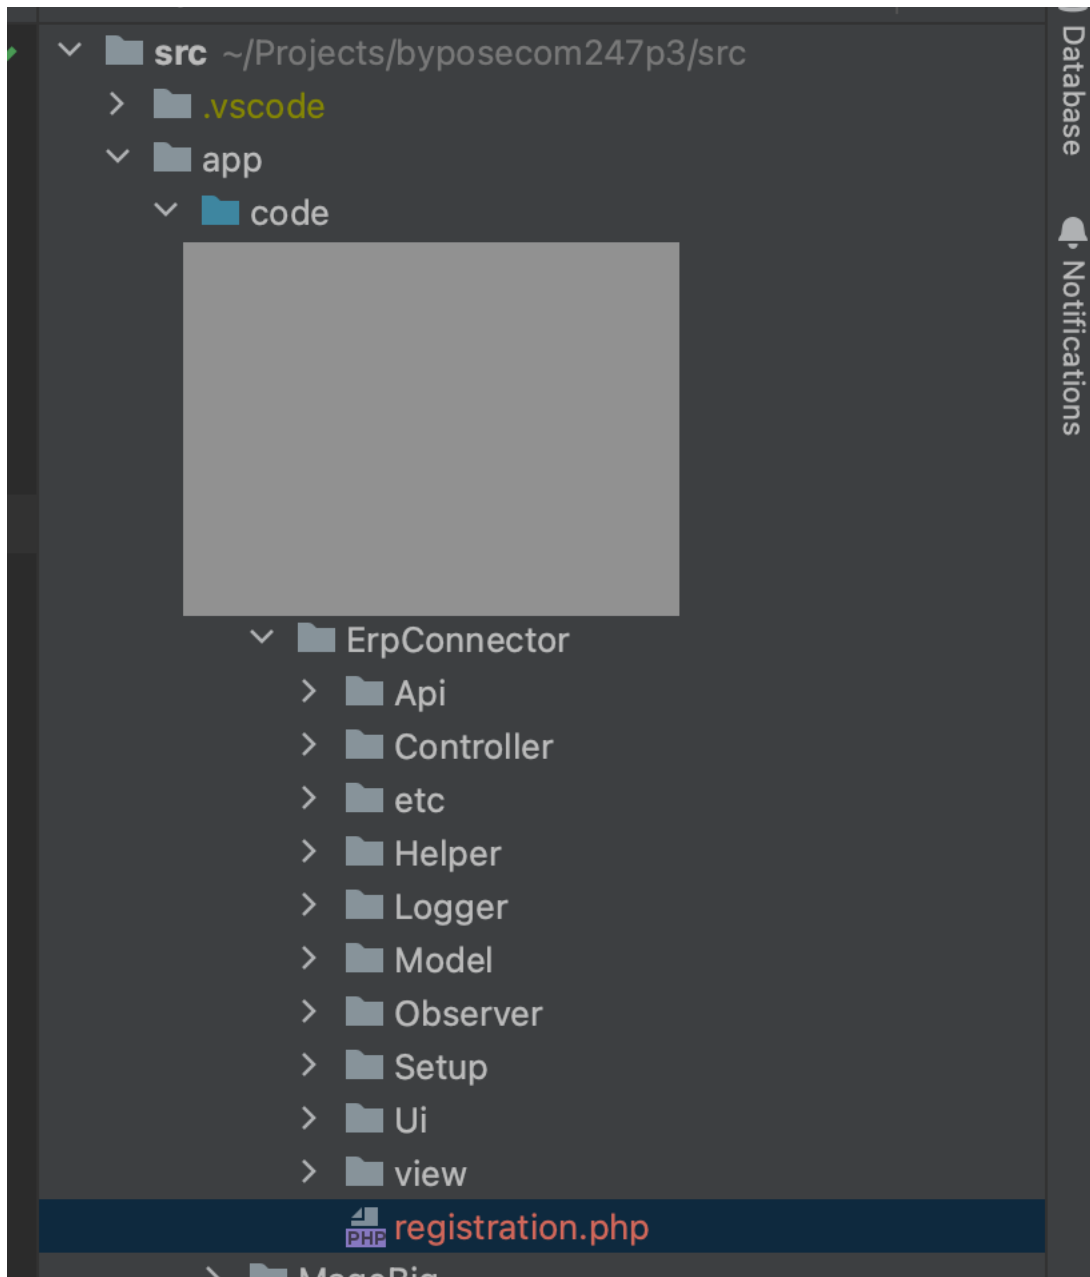 src ~/Projects/byposecom247p3/src
.vscode
app
code
ErpConnector
Api
Controller
etc
Helper
Logger
Model
Observer
Setup
Ui
view
PHP registration.php
Database
Notifications